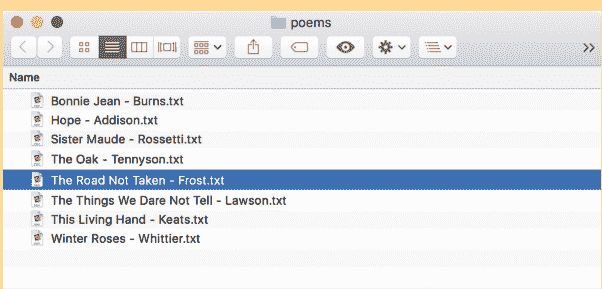 poems
Name
Bonnie Jean - Burns.txt
Hope - Addison.txt
Sister Maude - Rossetti.txt
The Oak - Tennyson.txt
The Road Not Taken - Frost.txt
The Things We Dare Not Tell - Lawson.txt
This Living Hand - Keats.txt
Winter Roses - Whittier.txt